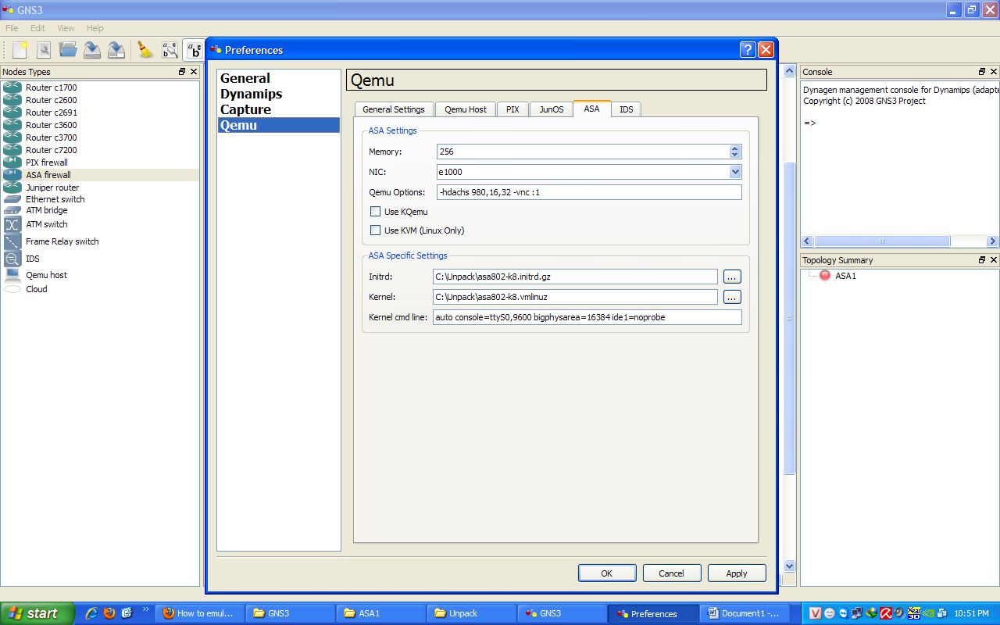 GNS3
File Edit View Help
Nodes Types
Router c1700
Router c2600
Router c2691
Router c3600
Router c3700
Router c7200
PIX firewall
ASA firewall
Juniper router
Ethernet switch
ATM bridge
ATM switch
Frame Relay switch
IDS
Qemu host
Cloud
Preferences
General
Dynamips
Capture
Qemu
Qemu
General Settings Qemu Host PIX JunOS ASA IDS
ASA Settings
Memory: 256
NIC: e1000
Qemu Options: -hdachs 980,16,32 -vnc :1
Use KQemu
Use KVM (Linux Only)
ASA Specific Settings
Initrd: C:\Unpack\asa802-k8.initrd.gz ...
Kernel: C:\Unpack\asa802-k8.vmlinuz ...
Kernel cmd line: auto console=ttyS0,9600 bigphysarea=16384 ide1=noprobe
OK Cancel Apply
Console
Dynagen management console for Dynamips (adapte
Copyright (c) 2008 GNS3 Project
=>
Topology Summary
ASA1
start How to emul... GNS3 ASA1 Unpack GNS3 Preferences Document1 -... 10:51 PM